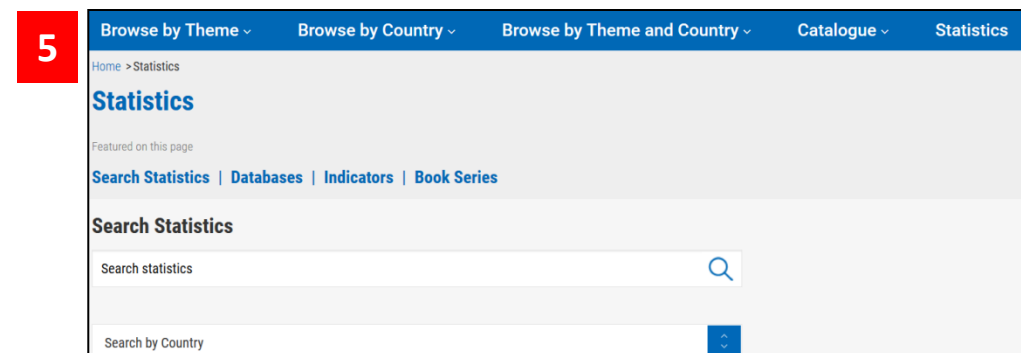 5
Browse by Theme Browse by Country Browse by Theme and Country Catalogue Statistics
Home > Statistics
Statistics
Featured on this page
Search Statistics | Databases | Indicators | Book Series
Search Statistics
Search statistics
Search by Country